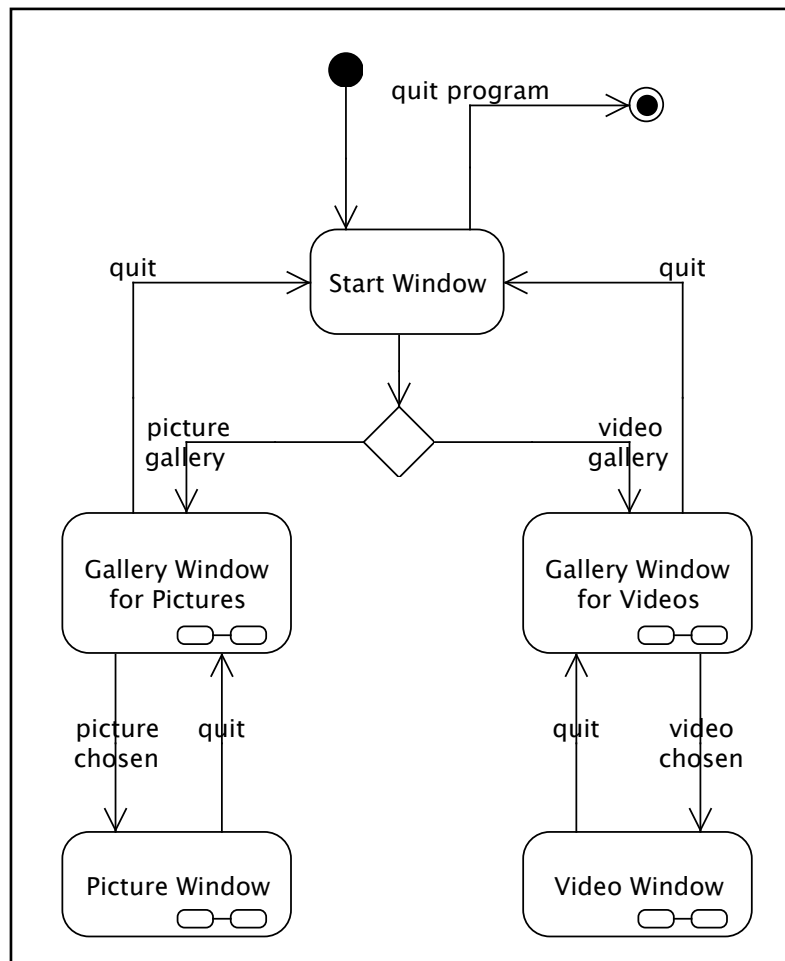 quit program
quit
Start Window
quit
picture
gallery
video
gallery
Gallery Window
for Pictures
Gallery Window
for Videos
picture
chosen
quit
quit
video
chosen
Picture Window
Video Window